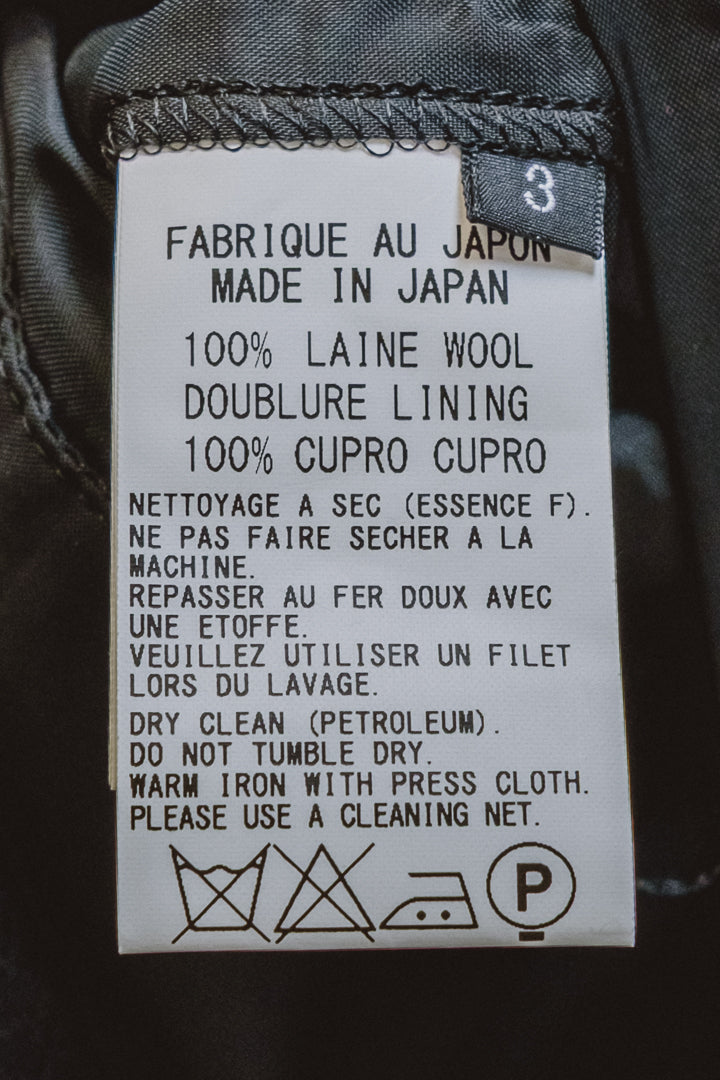 3
FABRIQUE AU JAPON
MADE IN JAPAN
100% LAINE WOOL
DOUBLURE LINING
100% CUPRO CUPRO
NETTOYAGE A SEC (ESSENCE F).
NE PAS FAIRE SECHER A LA
MACHINE.
REPASSER AU FER DOUX AVEC
UNE ETOFFE.
VEUILLEZ UTILISER UN FILET
LORS DU LAVAGE.
DRY CLEAN (PETROLEUM).
DO NOT TUMBLE DRY.
WARM IRON WITH PRESS CLOTH.
PLEASE USE A CLEANING NET.
P